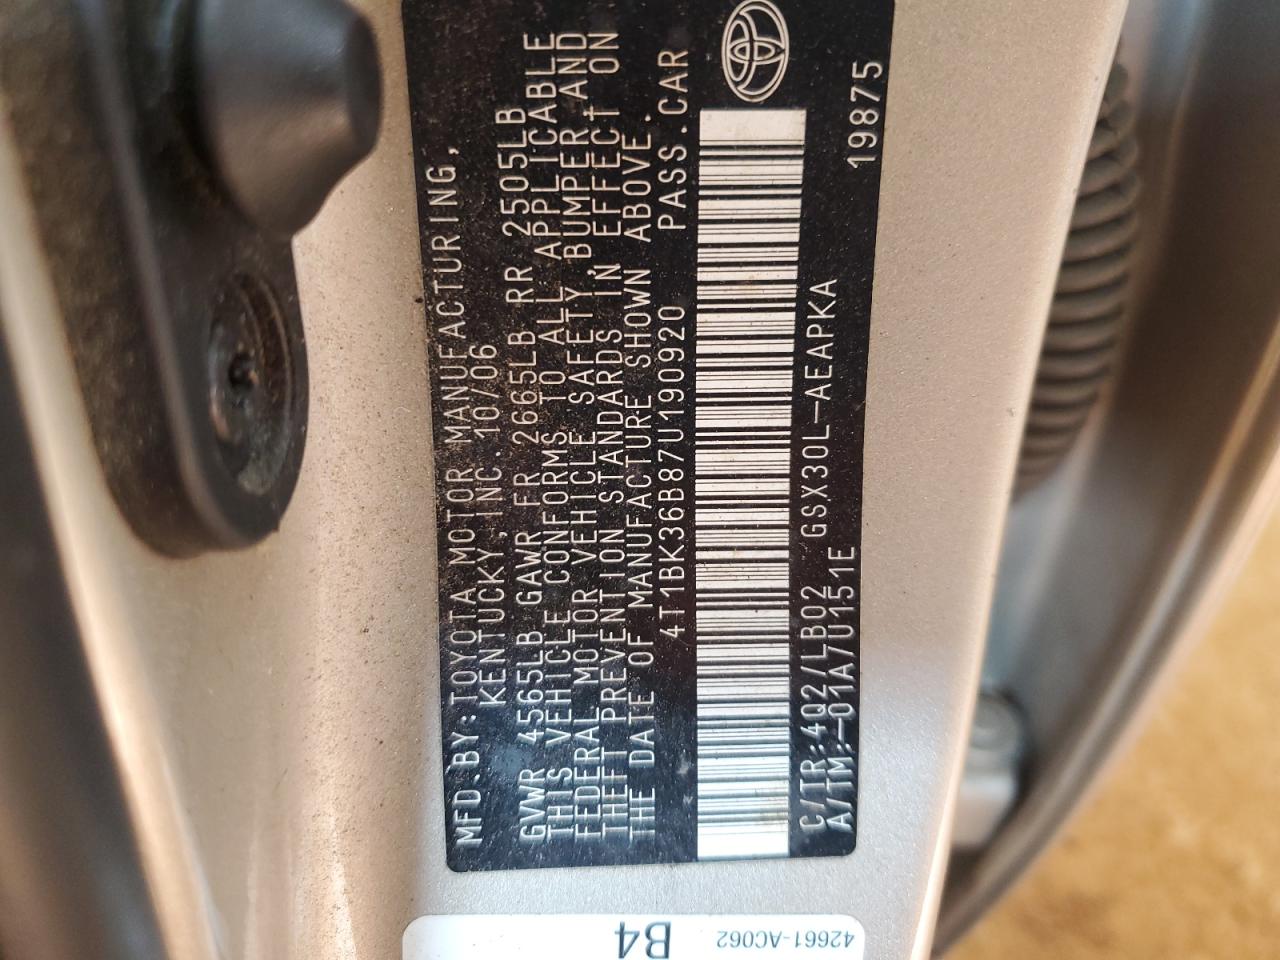 MFD.BY:TOYOTA MOTOR MANUFACTURING,
KENTUCKY,INC. 10/06
GVWR 4565LB GAWR FR 2665LB RR 2505LB
THIS VEHICLE CONFORMS TO ALL APPLICABLE
FEDERAL MOTOR VEHICLE SAFETY,BUMPER,AND
THEFT PREVENTION STANDARDS IN EFFECT ON
THE DATE OF MANUFACTURE SHOWN ABOVE.
4T1BK36B87U190920 PASS.CAR
C/TR:4Q2/LB02 GSX30L-AEAPKA 19875
A/TM:-01A/U151E
B4
42661-AC062